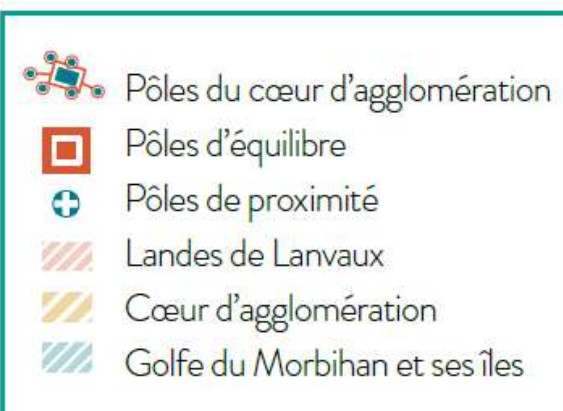 Pôles du cœur d'agglomération
Pôles d'équilibre
Pôles de proximité
Landes de Lanvaux
Cœur d'agglomération
Golfe du Morbihan et ses îles